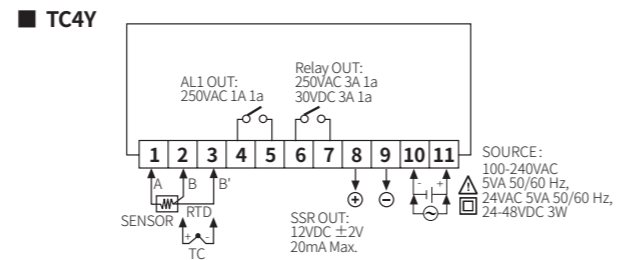 ■ TC4Y
AL1 OUT:
250VAC 1A 1a
Relay OUT:
250VAC 3A 1a
30VDC 3A 1a
1 2 3 4 5 6 7 8 9 10 11
A B B'
SENSOR RTD
+ -
TC
+ -
SSR OUT:
12VDC ±2V
20mA Max.
- +
SOURCE:
100-240VAC
5VA 50/60 Hz,
24VAC 5VA 50/60 Hz,
24-48VDC 3W